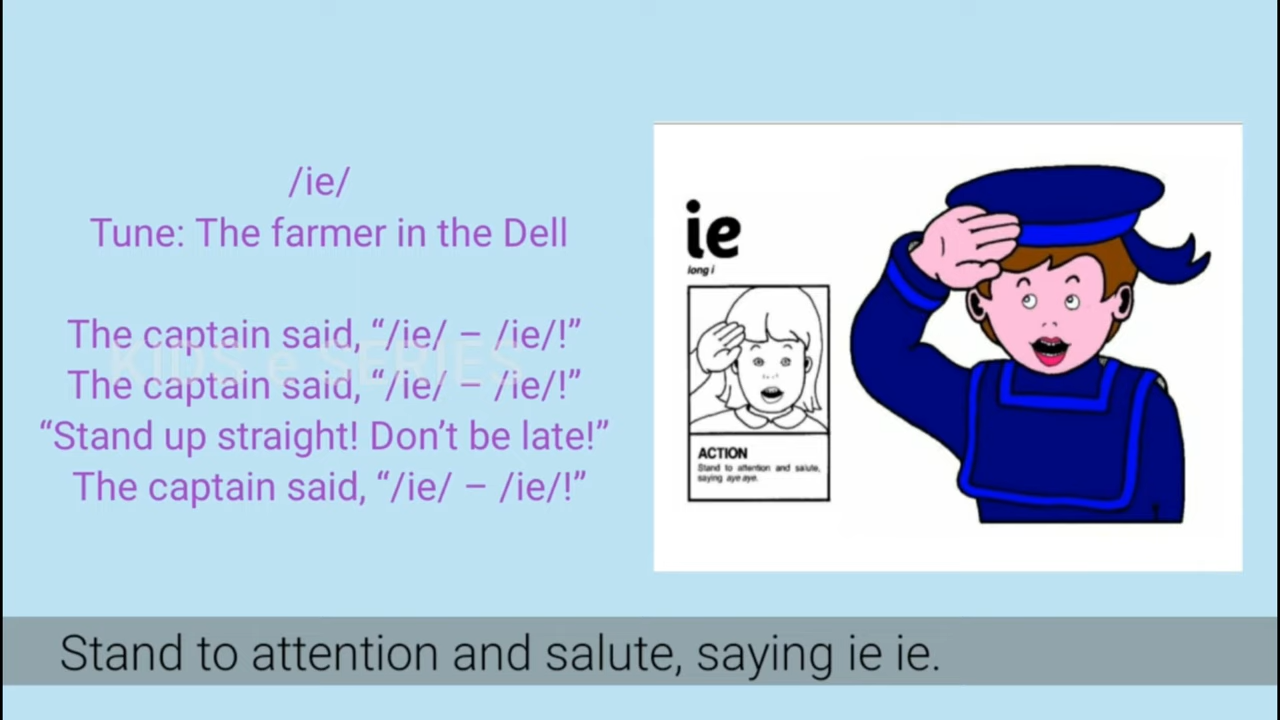 /ie/
Tune: The farmer in the Dell
The captain said, “/ie/ – /ie/!”
The captain said, “/ie/ – /ie/!”
“Stand up straight! Don’t be late!”
The captain said, “/ie/ – /ie/!”
KIDS e SERIES
ie
long i
ACTION
Stand to attention and salute,
saying aye aye.
Stand to attention and salute, saying ie ie.